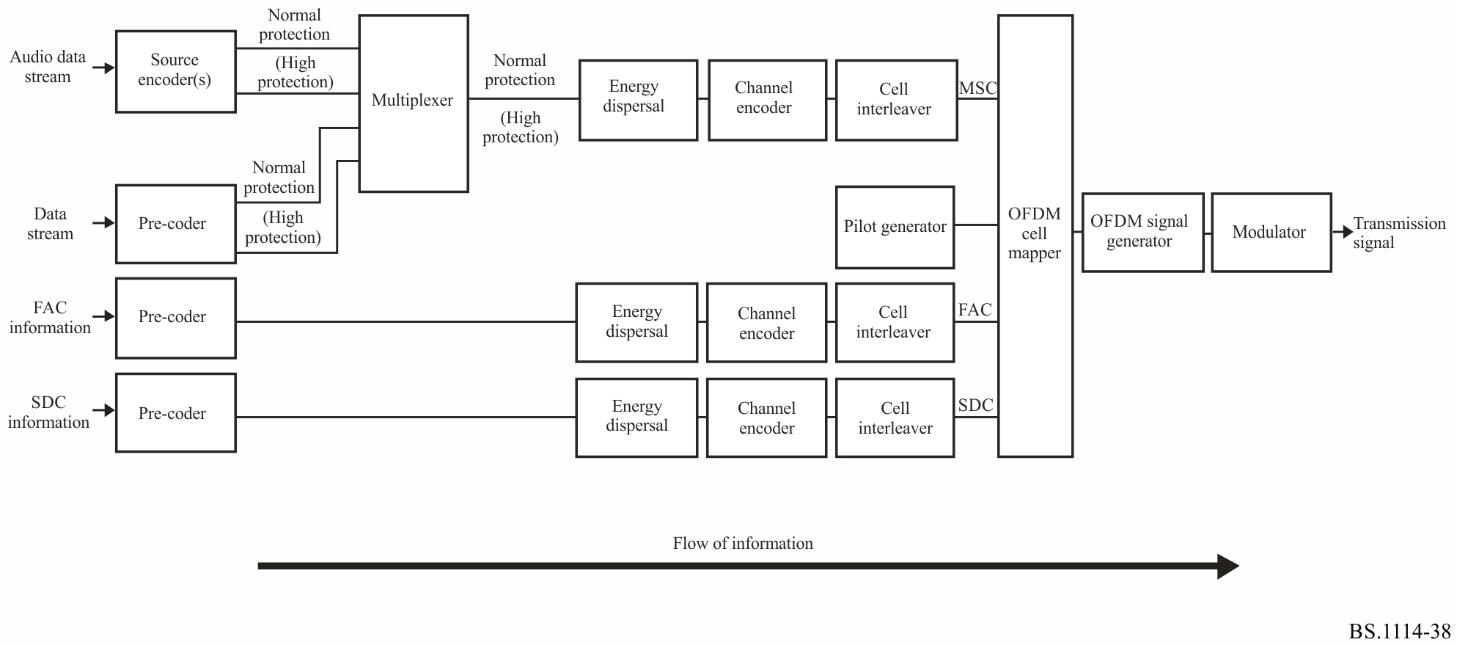 Audio data
stream
Source
encoder(s)
Normal
protection
(High
protection)
Multiplexer
Normal
protection
(High
protection)
Energy
dispersal
Channel
encoder
Cell
interleaver
MSC
Data
stream
Pre-coder
Normal
protection
(High
protection)
Pilot generator
OFDM
cell
mapper
OFDM signal
generator
Modulator
Transmission
signal
FAC
information
Pre-coder
Energy
dispersal
Channel
encoder
Cell
interleaver
FAC
SDC
information
Pre-coder
Energy
dispersal
Channel
encoder
Cell
interleaver
SDC
Flow of information
BS.1114-38